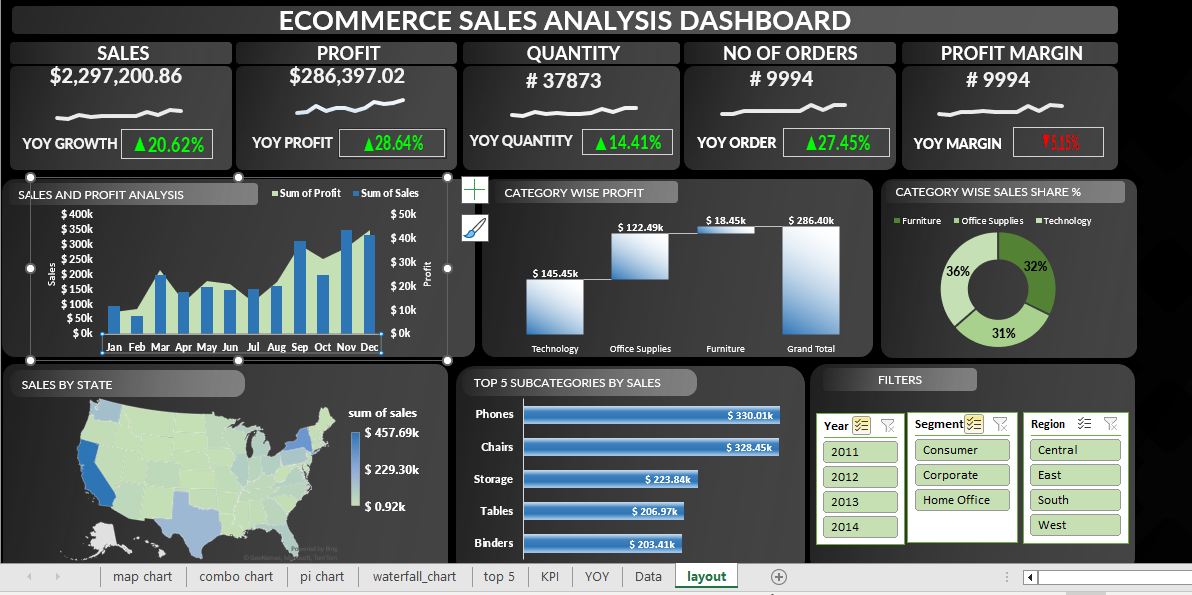 ECOMMERCE SALES ANALYSIS DASHBOARD
SALES
$2,297,200.86
YOY GROWTH ▲20.62%
PROFIT
$286,397.02
YOY PROFIT ▲28.64%
QUANTITY
# 37873
YOY QUANTITY ▲14.41%
NO OF ORDERS
# 9994
YOY ORDER ▲27.45%
PROFIT MARGIN
# 9994
YOY MARGIN ▼5.15%
SALES AND PROFIT ANALYSIS
Sum of Profit Sum of Sales
$ 400k
$ 350k
$ 300k
$ 250k
$ 200k
$ 150k
$ 100k
$ 50k
$ 0k
Sales
$ 50k
$ 40k
$ 30k
$ 20k
$ 10k
$ 0k
Profit
Jan Feb Mar Apr May Jun Jul Aug Sep Oct Nov Dec
CATEGORY WISE PROFIT
$ 145.45k
$ 122.49k
$ 18.45k
$ 286.40k
Technology Office Supplies Furniture Grand Total
CATEGORY WISE SALES SHARE %
Furniture Office Supplies Technology
36%
32%
31%
SALES BY STATE
sum of sales
$ 457.69k
$ 229.30k
$ 0.92k
Powered by Bing
© GeoNames, Microsoft, TomTom
TOP 5 SUBCATEGORIES BY SALES
Phones $ 330.01k
Chairs $ 328.45k
Storage $ 223.84k
Tables $ 206.97k
Binders $ 203.41k
FILTERS
Year
2011
2012
2013
2014
Segment
Consumer
Corporate
Home Office
Region
Central
East
South
West
map chart combo chart pi chart waterfall_chart top 5 KPI YOY Data layout